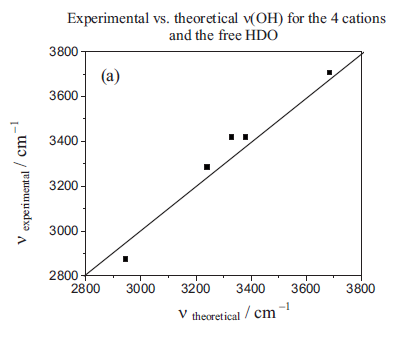 Experimental vs. theoretical ν(OH) for the 4 cations
and the free HDO
(a)
3800
3600
3400
3200
3000
2800
ν experimental / cm⁻¹
2800 3000 3200 3400 3600 3800
ν theoretical / cm⁻¹